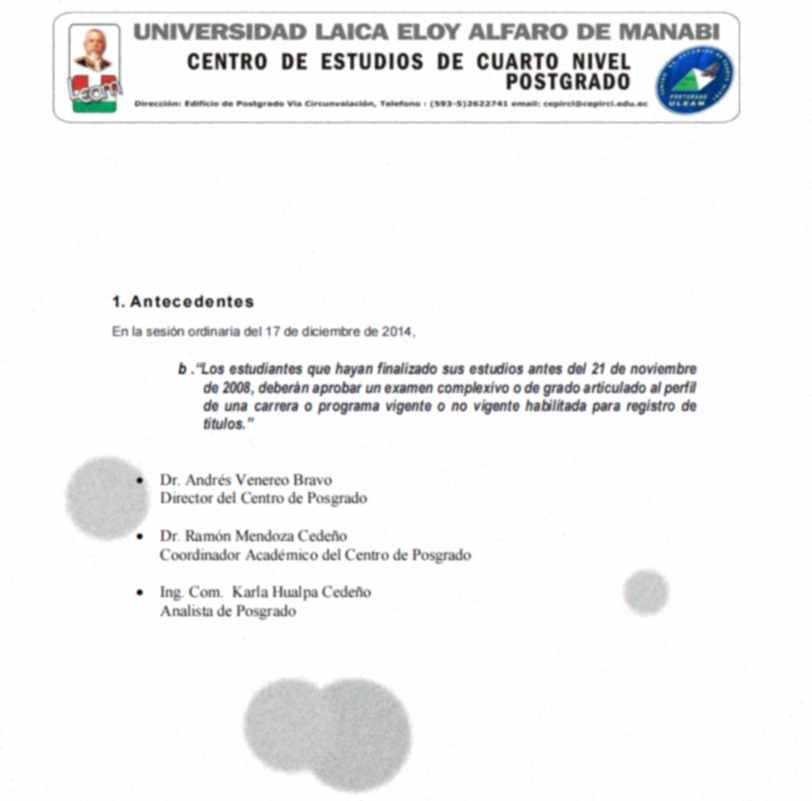 UNIVERSIDAD LAICA ELOY ALFARO DE MANABI
CENTRO DE ESTUDIOS DE CUARTO NIVEL
POSTGRADO
Dirección: Edificio de Postgrado Via Circunvalación, Telefono : (593-5)2622741 email: cepirci@cepirci.edu.ec
POSTGRADO
ULEAM
1. Antecedentes
En la sesión ordinaria del 17 de diciembre de 2014,
b ."Los estudiantes que hayan finalizado sus estudios antes del 21 de noviembre
de 2008, deberán aprobar un examen complexivo o de grado articulado al perfil
de una carrera o programa vigente o no vigente habilitada para registro de
títulos."
• Dr. Andrés Venereo Bravo
Director del Centro de Posgrado
• Dr. Ramón Mendoza Cedeño
Coordinador Académico del Centro de Posgrado
• Ing. Com. Karla Hualpa Cedeño
Analista de Posgrado